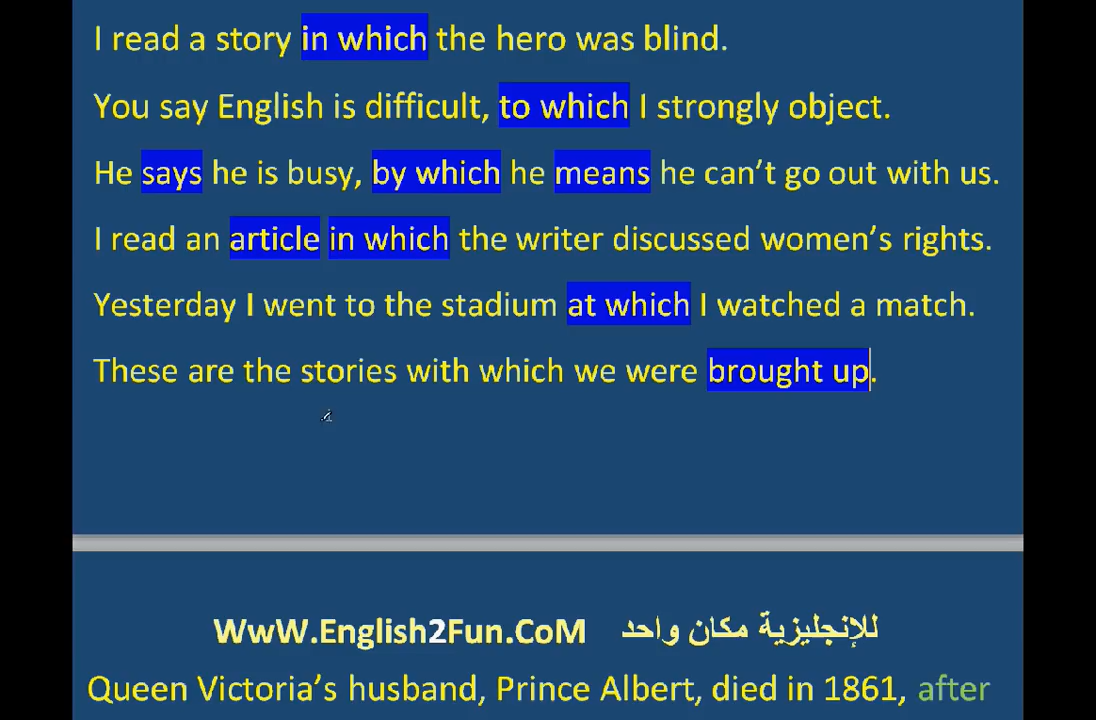 I read a story in which the hero was blind.
You say English is difficult, to which I strongly object.
He says he is busy, by which he means he can't go out with us.
I read an article in which the writer discussed women's rights.
Yesterday I went to the stadium at which I watched a match.
These are the stories with which we were brought up.
WwW.English2Fun.CoM للإنجليزية مكان واحد
Queen Victoria's husband, Prince Albert, died in 1861, after